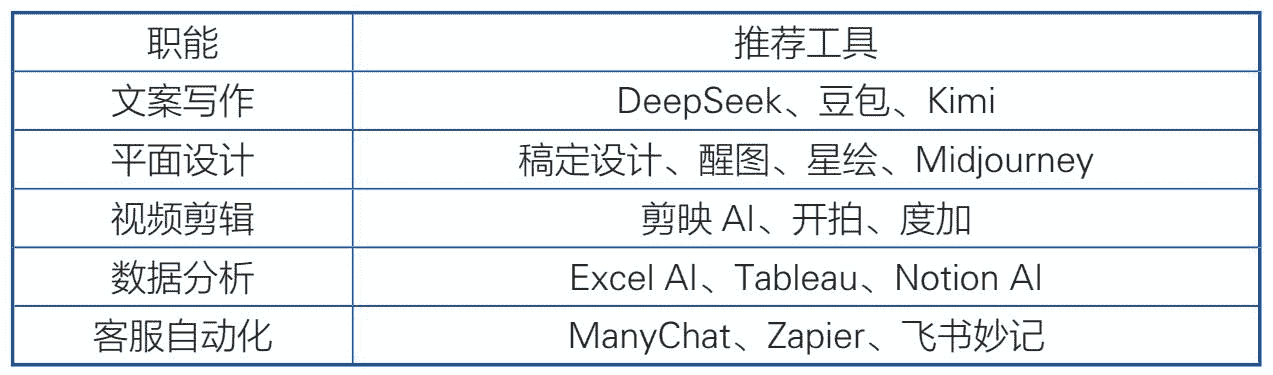 职能 推荐工具
文案写作 DeepSeek、豆包、Kimi
平面设计 稿定设计、醒图、星绘、Midjourney
视频剪辑 剪映 AI、开拍、度加
数据分析 Excel AI、Tableau、Notion AI
客服自动化 ManyChat、Zapier、飞书妙记